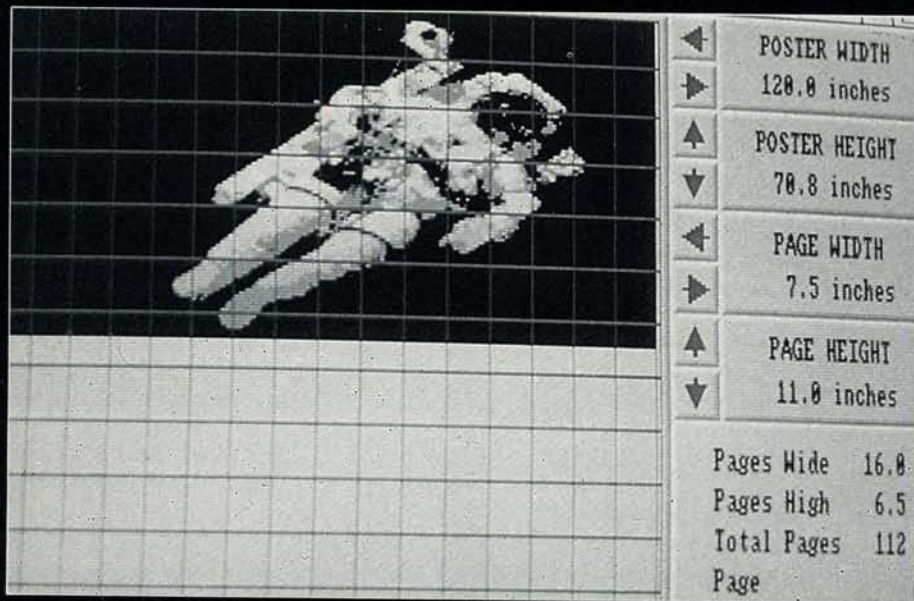 POSTER WIDTH
120.0 inches
POSTER HEIGHT
70.8 inches
PAGE WIDTH
7.5 inches
PAGE HEIGHT
11.0 inches
Pages Wide 16.0
Pages High 6.5
Total Pages 112
Page